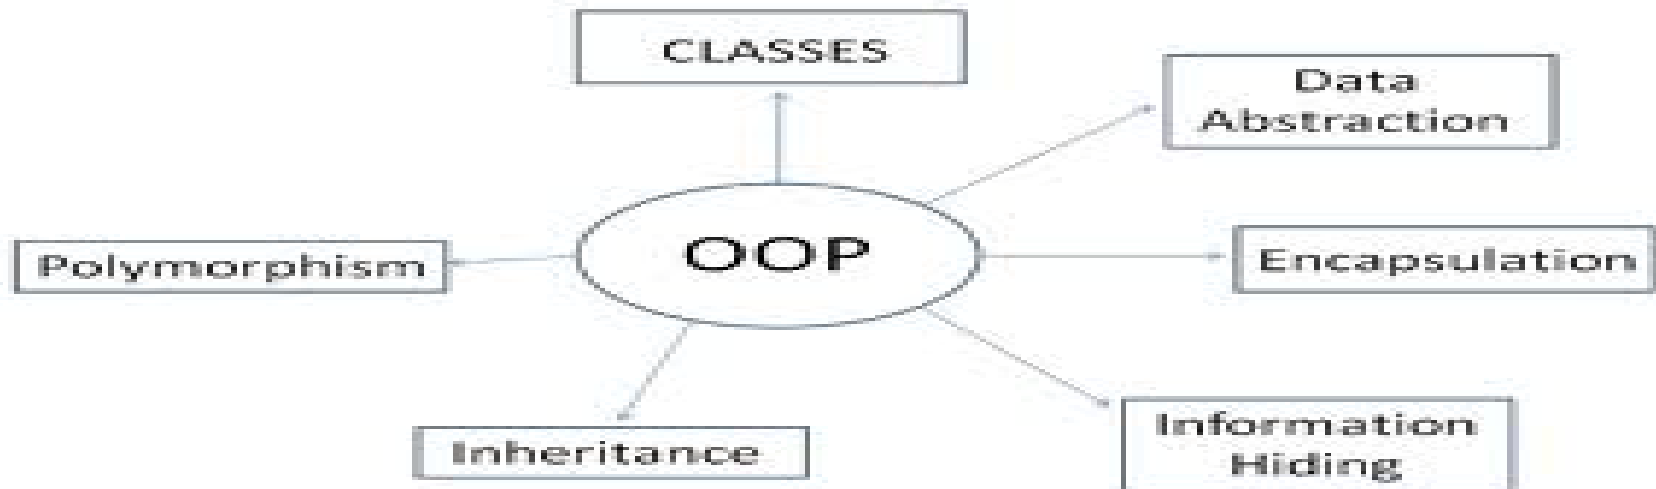 CLASSES
Data
Abstraction
OOP
Polymorphism
Encapsulation
Inheritance
Information
Hiding